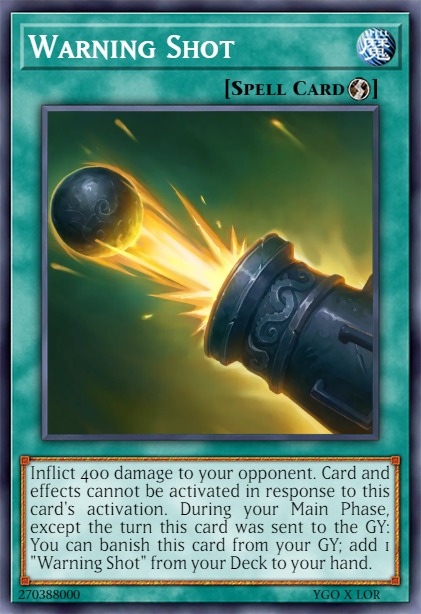 WARNING SHOT
魔
[SPELL CARD]
Inflict 400 damage to your opponent. Card and
effects cannot be activated in response to this
card's activation. During your Main Phase,
except the turn this card was sent to the GY:
You can banish this card from your GY; add 1
"Warning Shot" from your Deck to your hand.
270388000
YGO X LOR